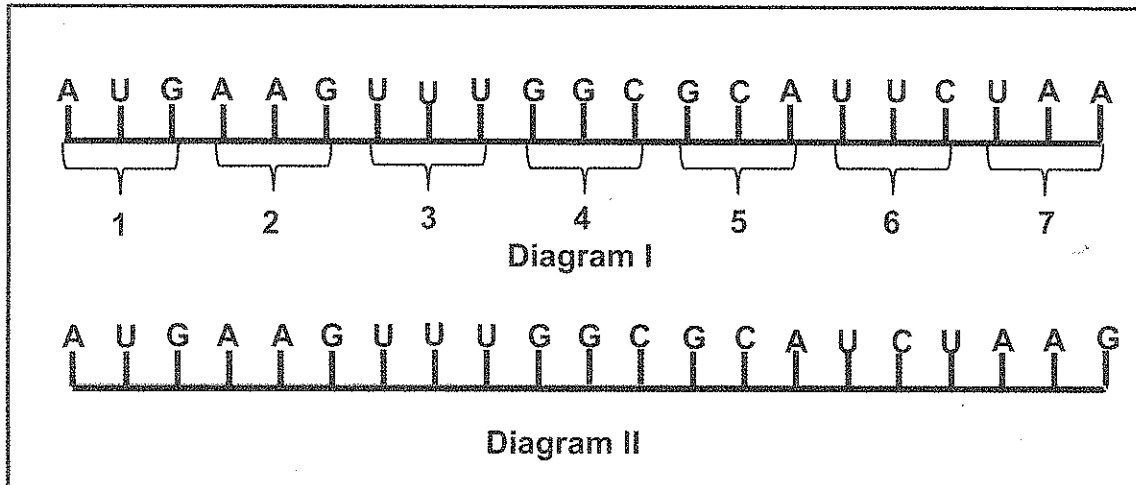 A U G A A G U U U G G C G C A U U C U A A
1 2 3 4 5 6 7
Diagram I
A U G A A G U U U G G C G C A U C U A A G
Diagram II